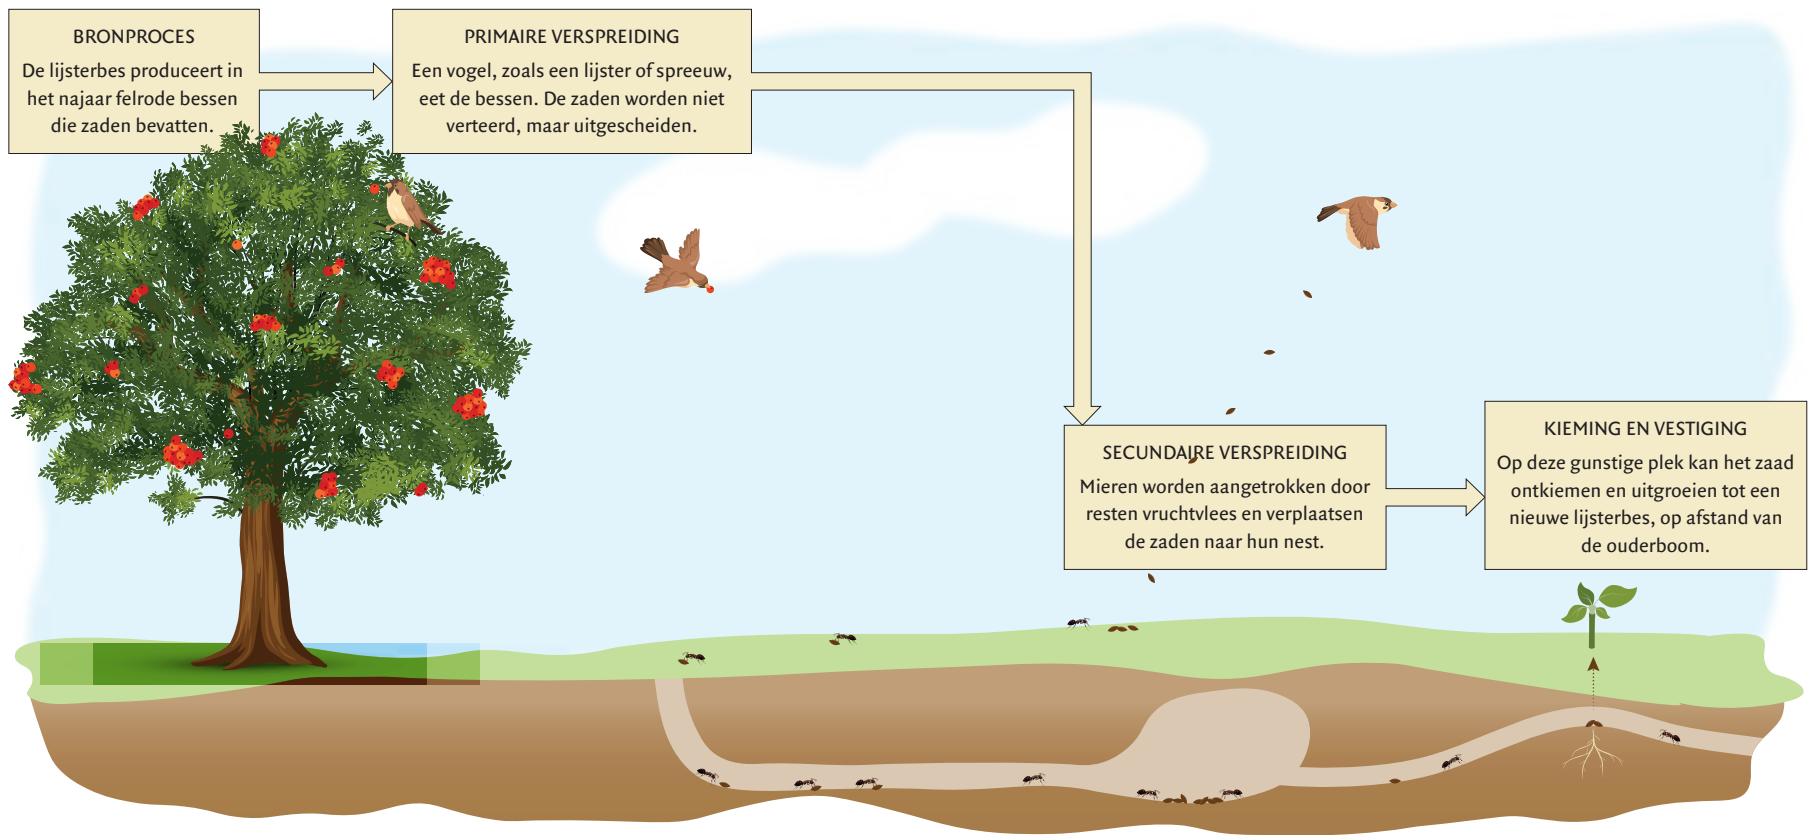 BRONPROCES
De lijsterbes produceert in
het najaar felrode bessen
die zaden bevatten.
PRIMAIRE VERSPREIDING
Een vogel, zoals een lijster of spreeuw,
eet de bessen. De zaden worden niet
verteerd, maar uitgescheiden.
SECUNDAIRE VERSPREIDING
Mieren worden aangetrokken door
resten vruchtvlees en verplaatsen
de zaden naar hun nest.
KIEMING EN VESTIGING
Op deze gunstige plek kan het zaad
ontkiemen en uitgroeien tot een
nieuwe lijsterbes, op afstand van
de ouderboom.